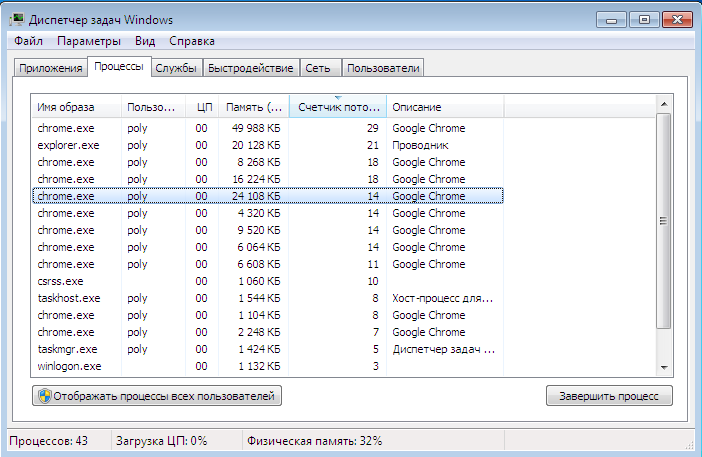 Диспетчер задач Windows
Файл Параметры Вид Справка
Приложения Процессы Службы Быстродействие Сеть Пользователи
Имя образа Пользо... ЦП Память (... Счетчик пото... Описание
chrome.exe poly 00 49 988 КБ 29 Google Chrome
explorer.exe poly 00 20 128 КБ 21 Проводник
chrome.exe poly 00 8 268 КБ 18 Google Chrome
chrome.exe poly 00 16 224 КБ 18 Google Chrome
chrome.exe poly 00 24 108 КБ 14 Google Chrome
chrome.exe poly 00 4 320 КБ 14 Google Chrome
chrome.exe poly 00 9 520 КБ 14 Google Chrome
chrome.exe poly 00 6 064 КБ 14 Google Chrome
chrome.exe poly 00 6 608 КБ 11 Google Chrome
csrss.exe 00 1 060 КБ 10
taskhost.exe poly 00 1 544 КБ 8 Хост-процесс для...
chrome.exe poly 00 1 104 КБ 8 Google Chrome
chrome.exe poly 00 2 248 КБ 7 Google Chrome
taskmgr.exe poly 00 1 424 КБ 5 Диспетчер задач ...
winlogon.exe 00 1 132 КБ 3
Отображать процессы всех пользователей Завершить процесс
Процессов: 43 Загрузка ЦП: 0% Физическая память: 32%